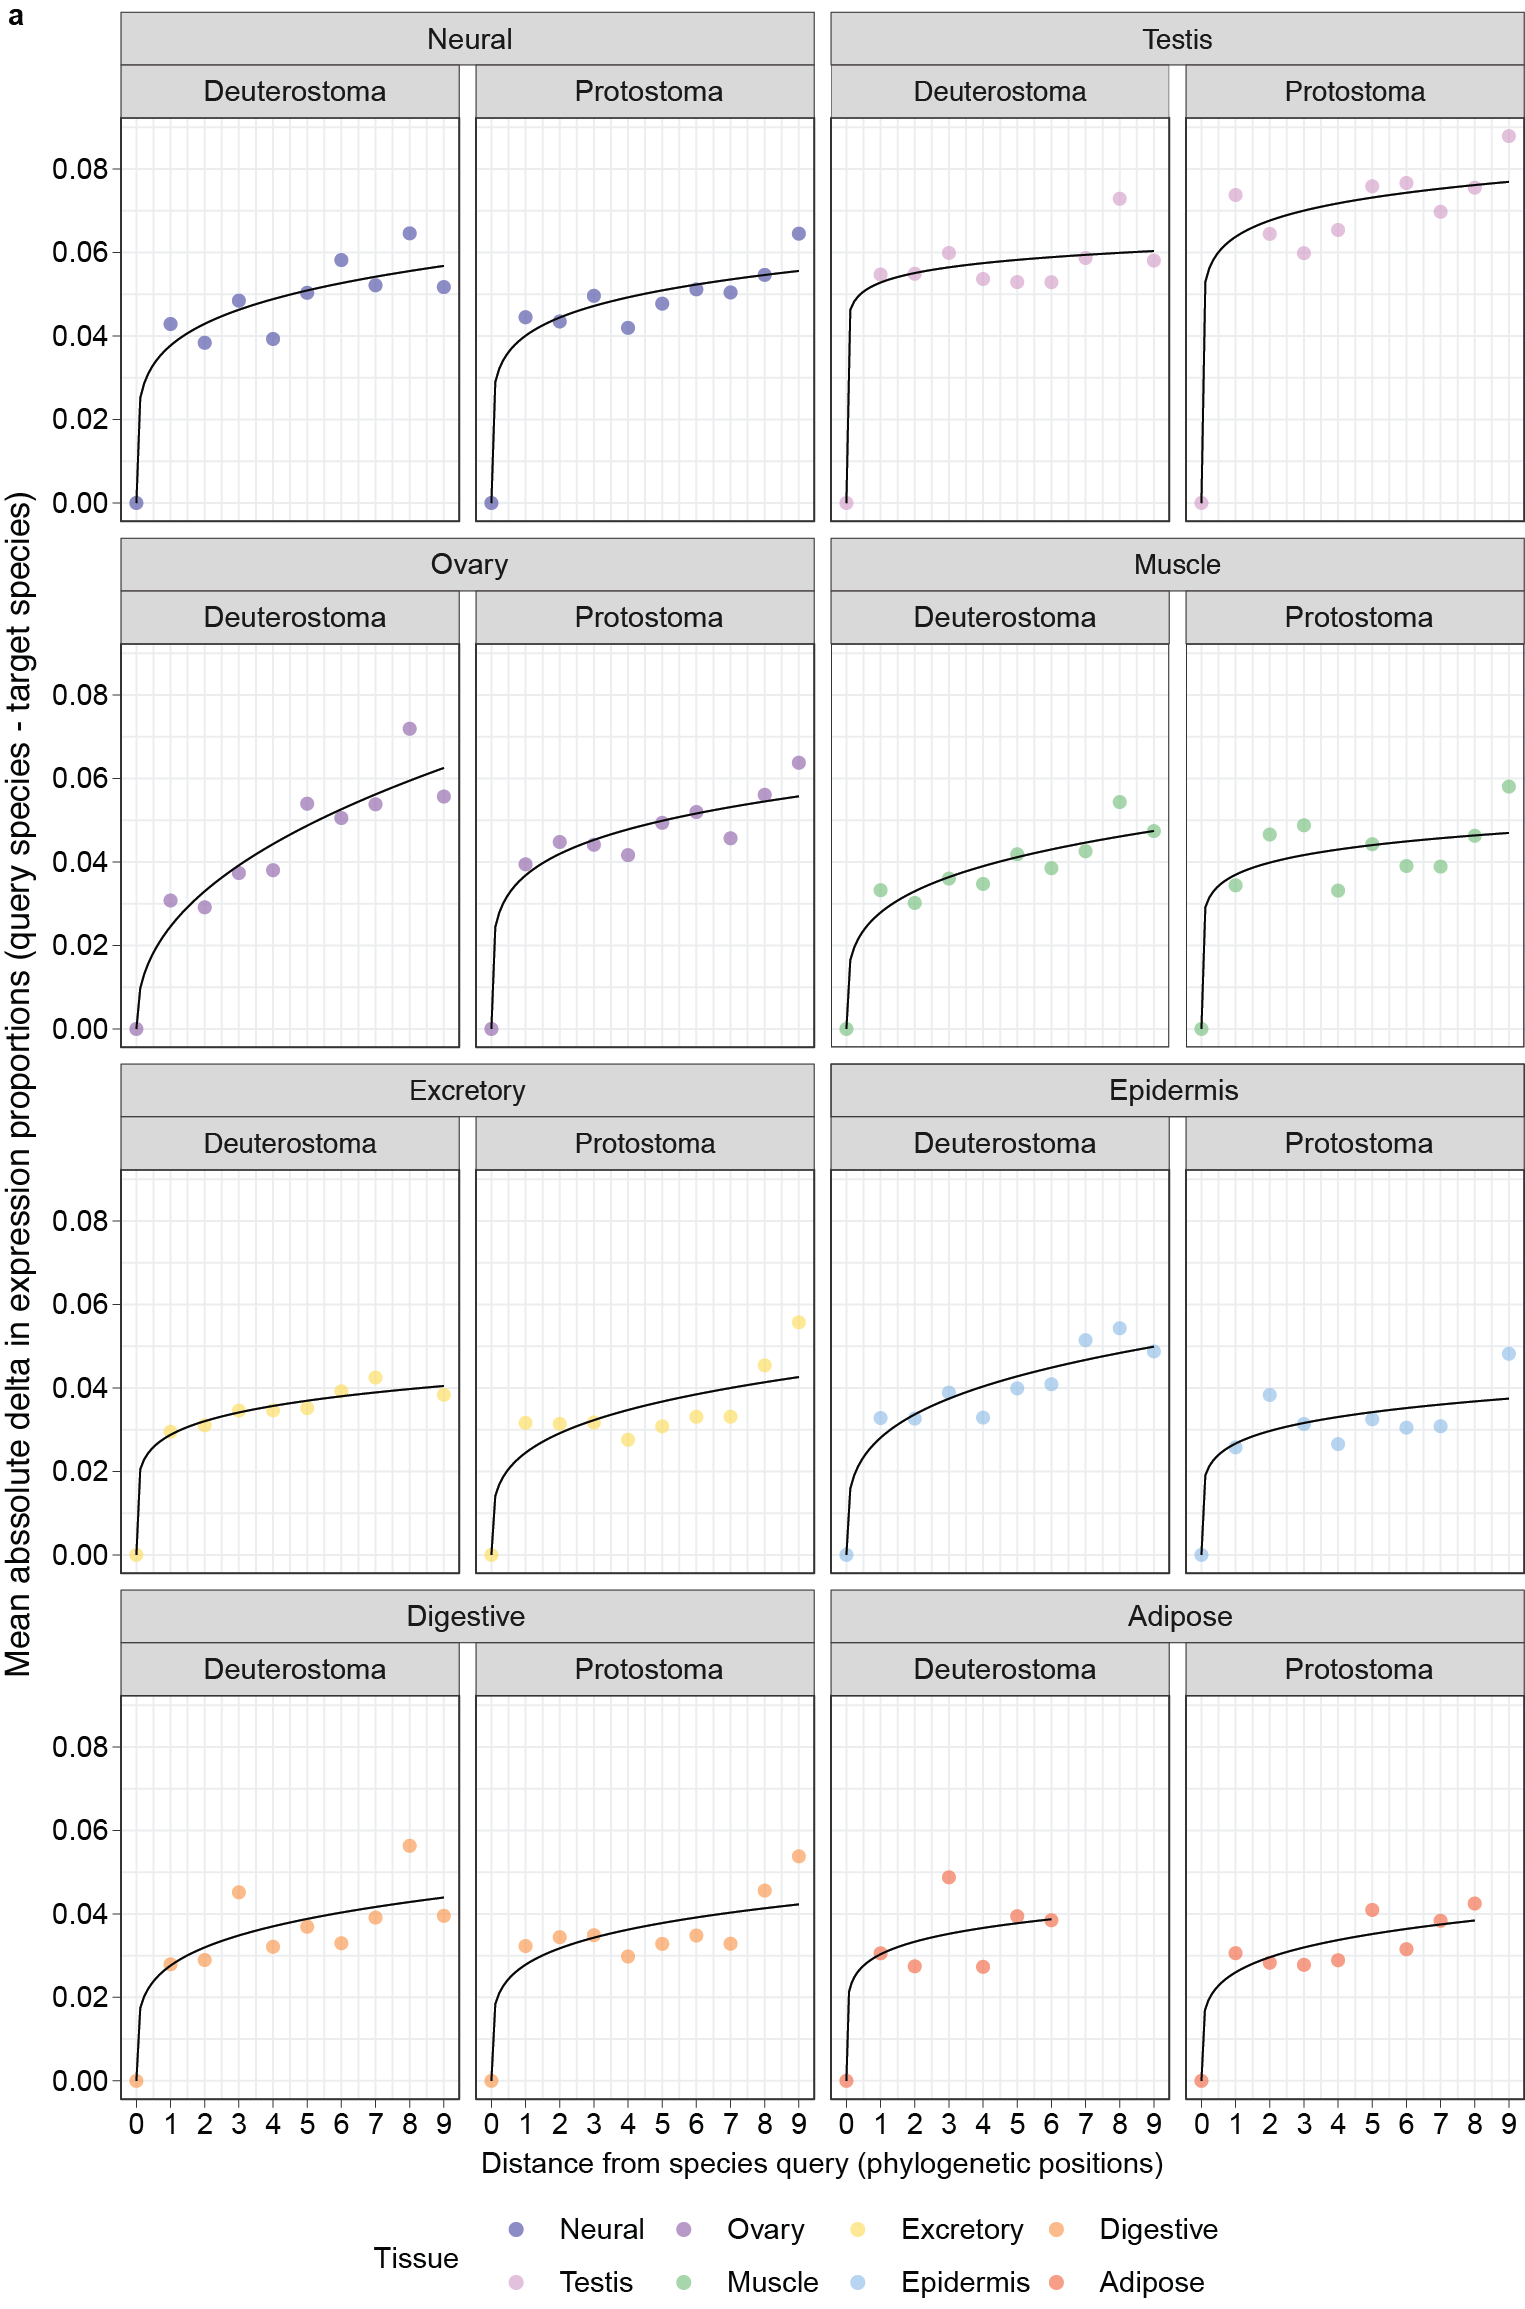 a
Neural Testis
Deuterostoma Protostoma Deuterostoma Protostoma
0.08
0.06
0.04
0.02
0.00
Ovary Muscle
Deuterostoma Protostoma Deuterostoma Protostoma
0.08
0.06
0.04
0.02
0.00
Excretory Epidermis
Deuterostoma Protostoma Deuterostoma Protostoma
0.08
0.06
0.04
0.02
0.00
Digestive Adipose
Deuterostoma Protostoma Deuterostoma Protostoma
0.08
0.06
0.04
0.02
0.00
0 1 2 3 4 5 6 7 8 9 0 1 2 3 4 5 6 7 8 9 0 1 2 3 4 5 6 7 8 9 0 1 2 3 4 5 6 7 8 9
Mean abssolute delta in expression proportions (query species - target species)
Distance from species query (phylogenetic positions)
Tissue
Neural Ovary Excretory Digestive
Testis Muscle Epidermis Adipose